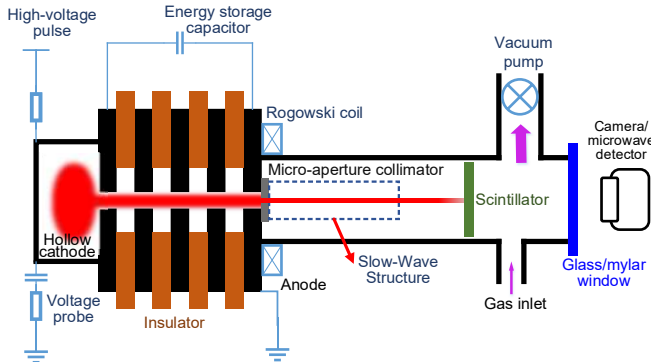 High-voltage
pulse
Energy storage
capacitor
Vacuum
pump
Rogowski coil
Camera/
microwave
detector
Micro-aperture collimator
Scintillator
Hollow
cathode
Slow-Wave
Structure
Anode
Glass/mylar
window
Voltage
probe
Gas inlet
Insulator